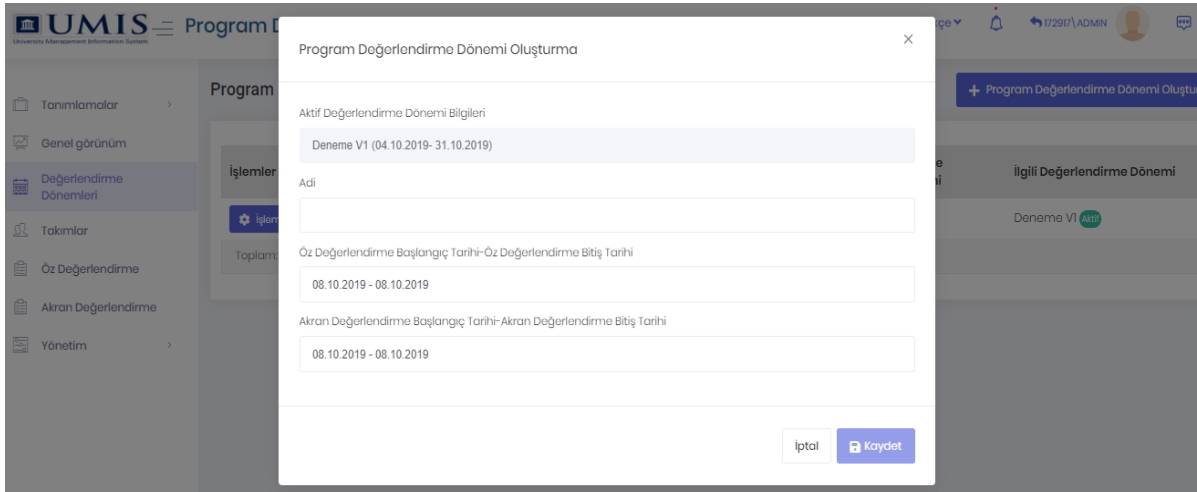 UMIS
University Management Information System
Program D
çe
172917\ADMIN
Program Değerlendirme Dönemi Oluşturma
×
Tanımlamalar
Genel görünüm
Değerlendirme
Dönemleri
Takımlar
Öz Değerlendirme
Akran Değerlendirme
Yönetim
Program
+ Program Değerlendirme Dönemi Oluştu
İşlemler
e
i
İlgili Değerlendirme Dönemi
İşlem
Deneme V1 Aktif
Toplam:
Aktif Değerlendirme Dönemi Bilgileri
Deneme V1 (04.10.2019- 31.10.2019)
Adi
Öz Değerlendirme Başlangıç Tarihi-Öz Değerlendirme Bitiş Tarihi
08.10.2019 - 08.10.2019
Akran Değerlendirme Başlangıç Tarihi-Akran Değerlendirme Bitiş Tarihi
08.10.2019 - 08.10.2019
İptal
Kaydet